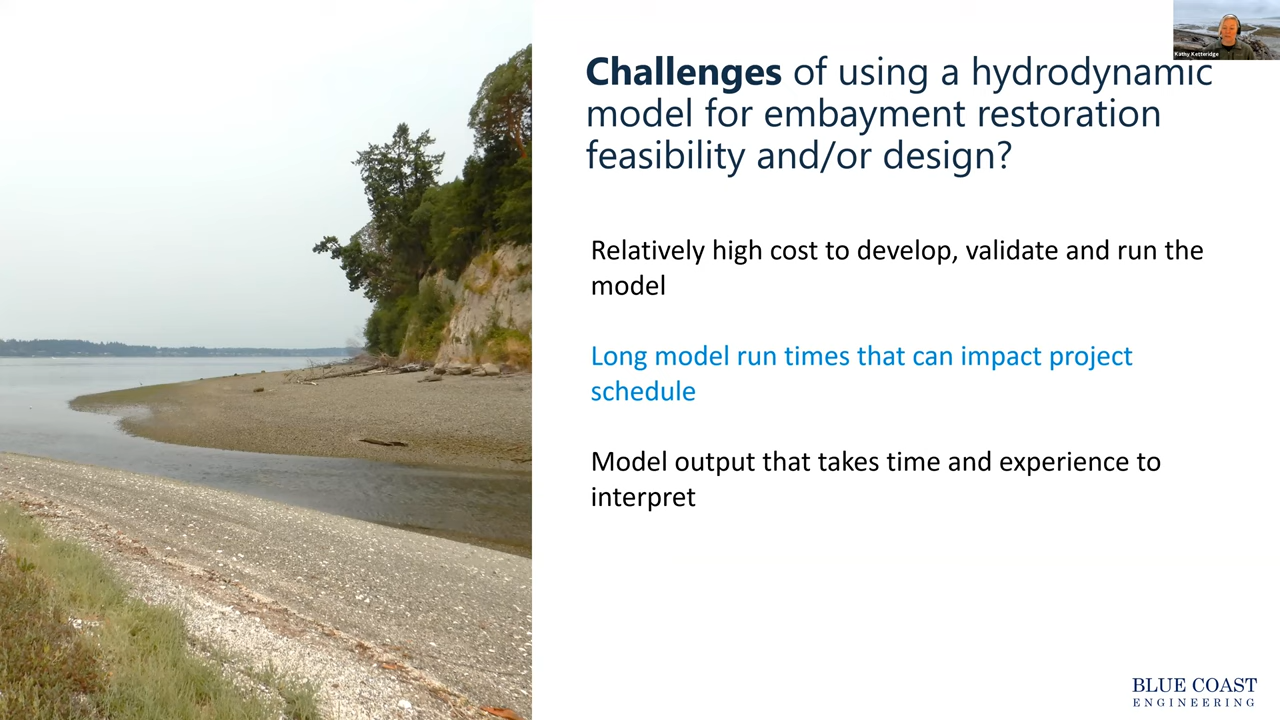 Kathy Ketteridge
Challenges of using a hydrodynamic
model for embayment restoration
feasibility and/or design?
Relatively high cost to develop, validate and run the
model
Long model run times that can impact project
schedule
Model output that takes time and experience to
interpret
BLUE COAST
ENGINEERING